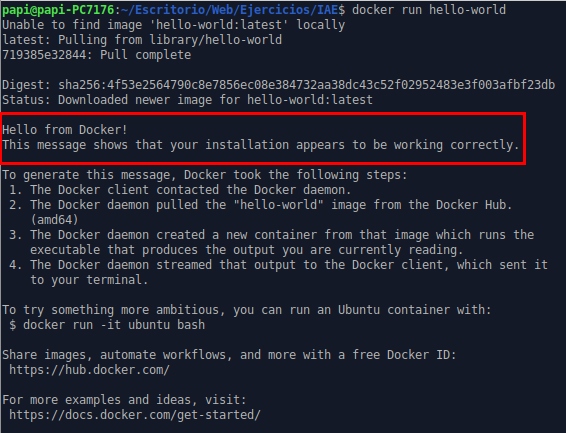 papi@papi-PC7176:~/Escritorio/Web/Ejercicios/IAE$ docker run hello-world
Unable to find image 'hello-world:latest' locally
latest: Pulling from library/hello-world
719385e32844: Pull complete
Digest: sha256:4f53e2564790c8e7856ec08e384732aa38dc43c52f02952483e3f003afbf23db
Status: Downloaded newer image for hello-world:latest
Hello from Docker!
This message shows that your installation appears to be working correctly.
To generate this message, Docker took the following steps:
1. The Docker client contacted the Docker daemon.
2. The Docker daemon pulled the "hello-world" image from the Docker Hub.
(amd64)
3. The Docker daemon created a new container from that image which runs the
executable that produces the output you are currently reading.
4. The Docker daemon streamed that output to the Docker client, which sent it
to your terminal.
To try something more ambitious, you can run an Ubuntu container with:
$ docker run -it ubuntu bash
Share images, automate workflows, and more with a free Docker ID:
https://hub.docker.com/
For more examples and ideas, visit:
https://docs.docker.com/get-started/